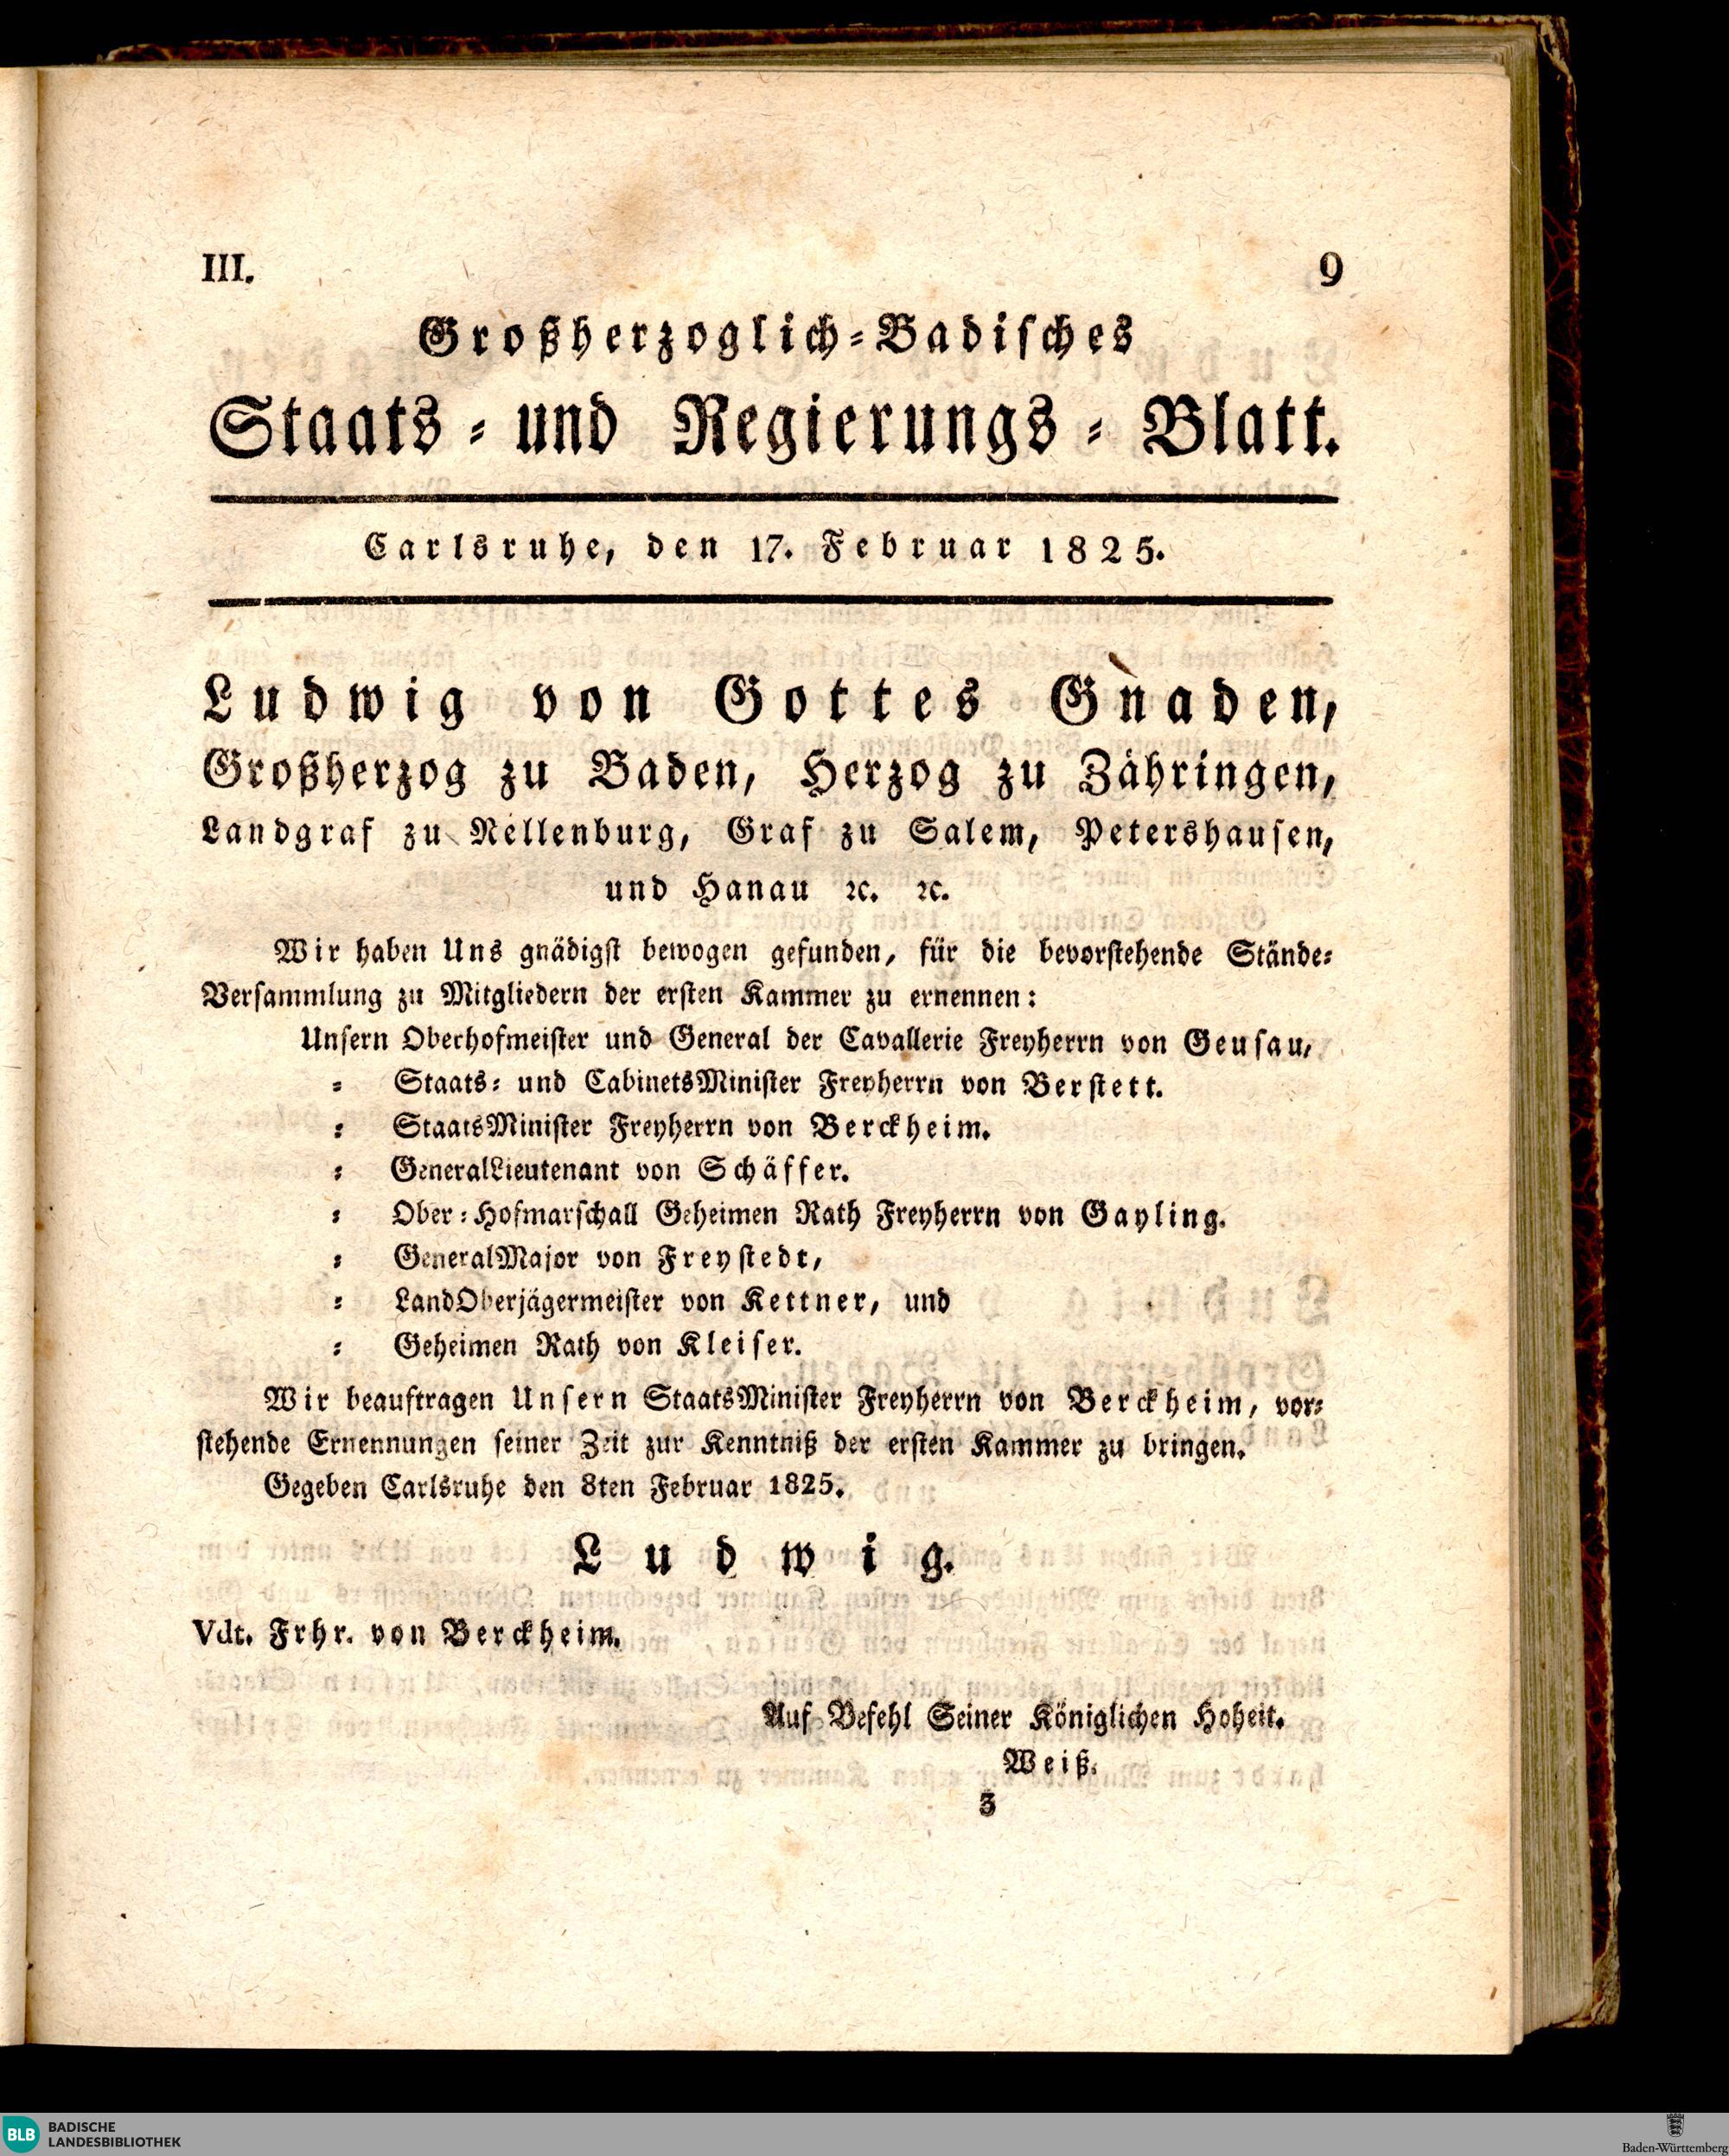 III.
9
Großherzoglich-Badisches
Staats- und Regierungs-Blatt.
Carlsruhe, den 17. Februar 1825.
Ludwig von Gottes Gnaden,
Großherzog zu Baden, Herzog zu Zähringen,
Landgraf zu Nellenburg, Graf zu Salem, Petershausen,
und Hanau ꝛc. ꝛc.
Wir haben Uns gnädigst bewogen gefunden, für die bevorstehende Stände-
Versammlung zu Mitgliedern der ersten Kammer zu ernennen:
Unsern Oberhofmeister und General der Cavallerie Freyherrn von Geusau,
- Staats- und CabinetsMinister Freyherrn von Berstett.
- StaatsMinister Freyherrn von Berckheim.
- GeneralLieutenant von Schäffer.
- Ober-Hofmarschall Geheimen Rath Freyherrn von Gayling.
- GeneralMajor von Freystedt,
- LandOberjägermeister von Kettner, und
- Geheimen Rath von Kleiser.
Wir beauftragen Unsern StaatsMinister Freyherrn von Berckheim, vor-
stehende Ernennungen seiner Zeit zur Kenntniß der ersten Kammer zu bringen.
Gegeben Carlsruhe den 8ten Februar 1825.
Ludwig.
Vdt. Frhr. von Berckheim.
Auf Befehl Seiner Königlichen Hoheit.
Weiß.
3
BLB BADISCHE
LANDESBIBLIOTHEK
Baden-Württemberg